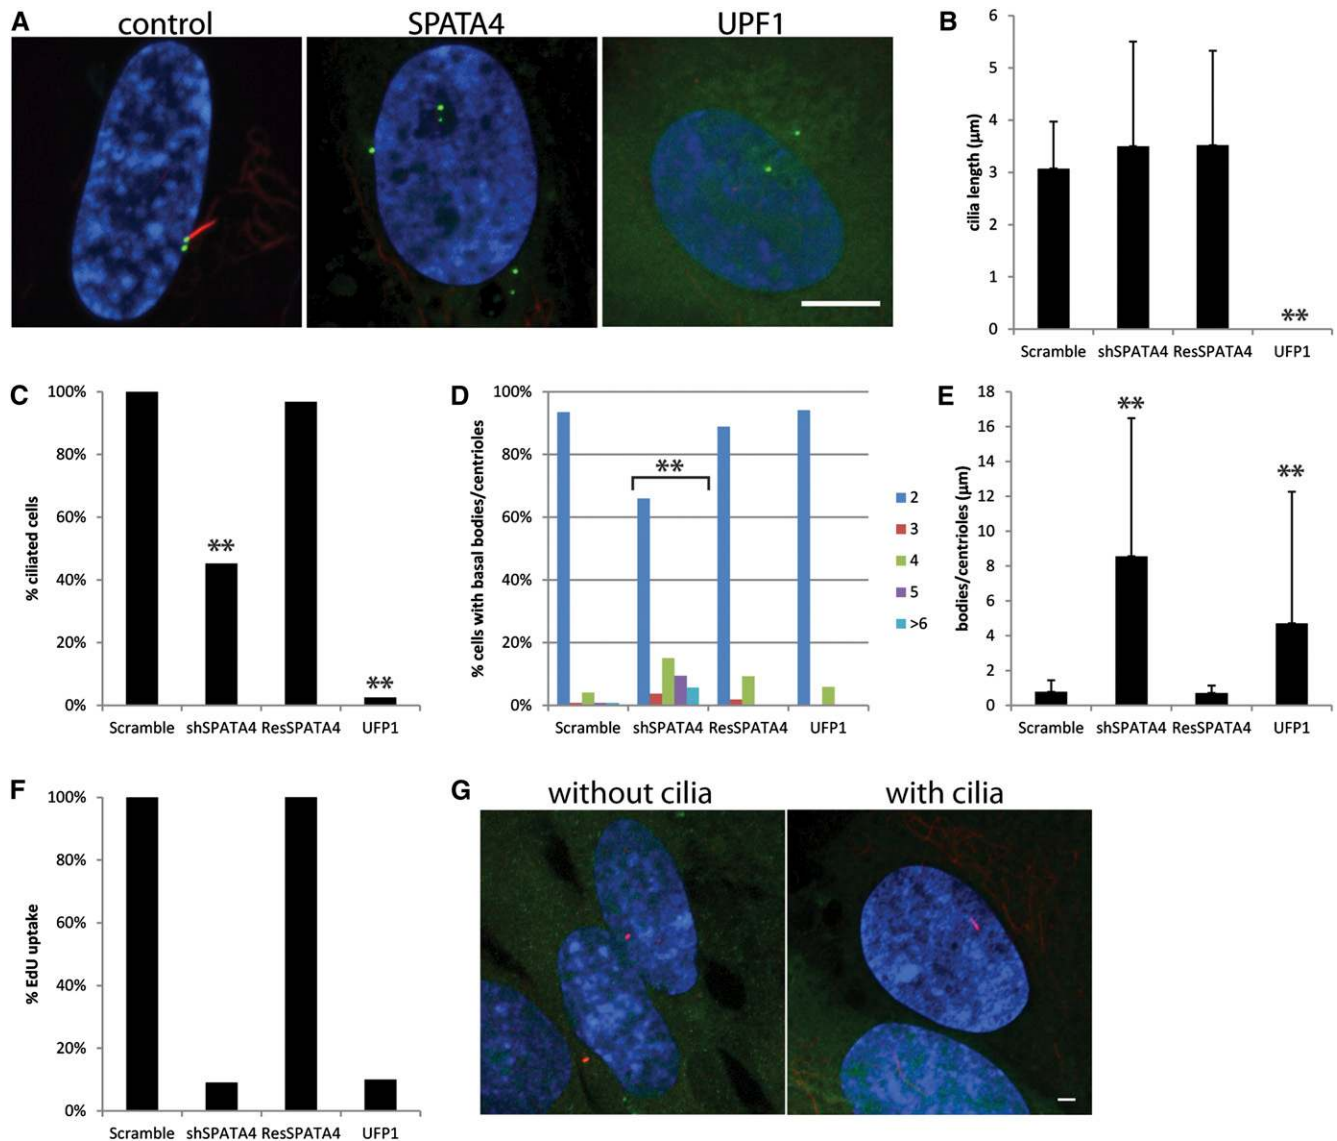 A
control
SPATA4
UPF1
B
cilia length (µm)
6
5
4
3
2
1
0
**
Scramble shSPATA4 ResSPATA4 UFP1
C
% ciliated cells
100%
80%
60%
40%
20%
0%
**
**
Scramble shSPATA4 ResSPATA4 UFP1
D
% cells with basal bodies/centrioles
100%
80%
60%
40%
20%
0%
**
2
3
4
5
>6
Scramble shSPATA4 ResSPATA4 UFP1
E
bodies/centrioles (µm)
18
16
14
12
10
8
6
4
2
0
**
**
Scramble shSPATA4 ResSPATA4 UFP1
F
% EdU uptake
100%
80%
60%
40%
20%
0%
Scramble shSPATA4 ResSPATA4 UFP1
G
without cilia
with cilia